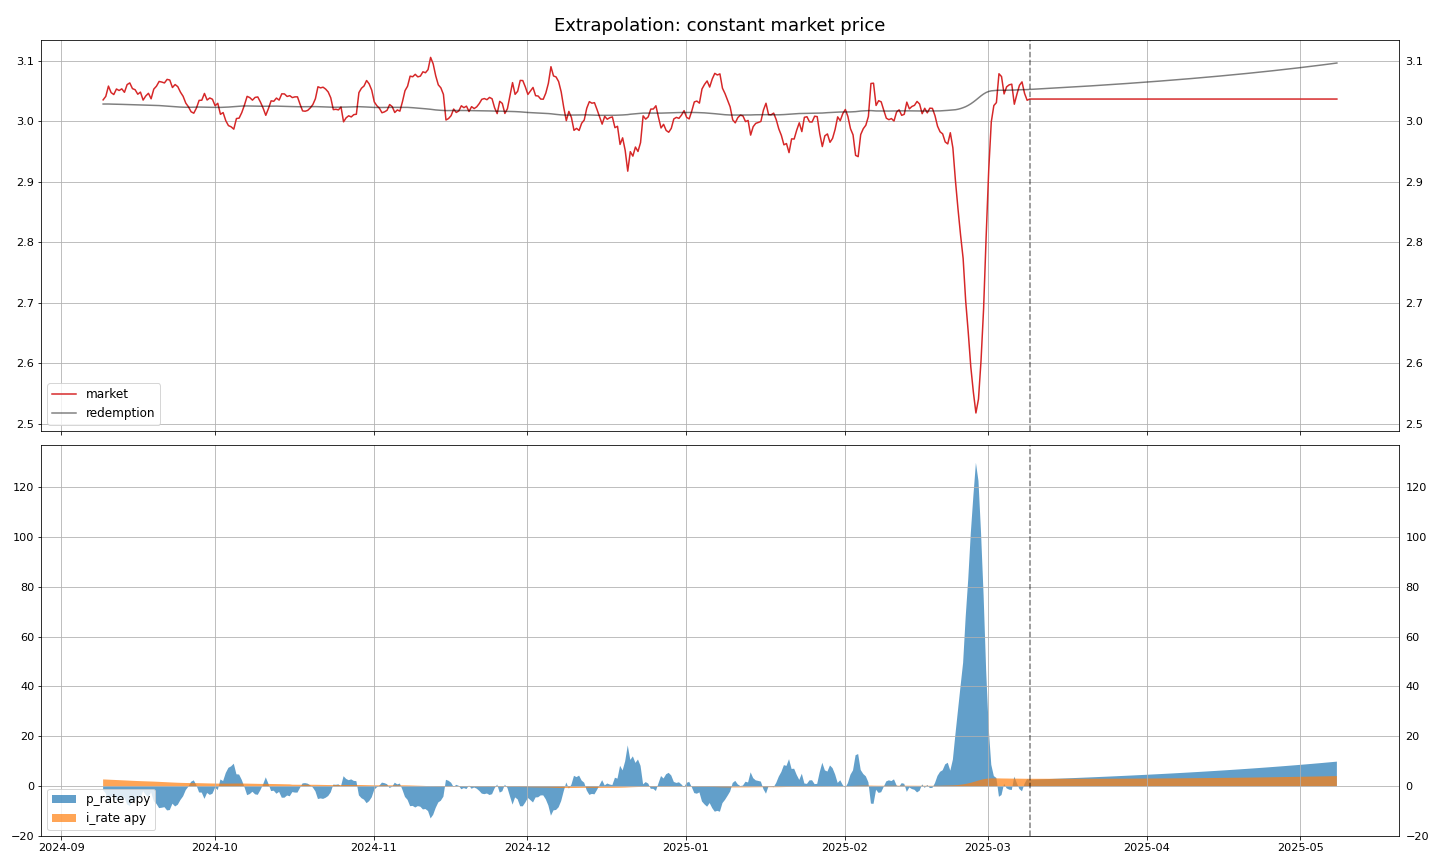 Extrapolation: constant market price
3.1 3.1
3.0 3.0
2.9 2.9
2.8 2.8
2.7 2.7
2.6 2.6
market
redemption
2.5 2.5
120 120
100 100
80 80
60 60
40 40
20 20
0 0
p_rate apy
i_rate apy
−20 −20
2024-09 2024-10 2024-11 2024-12 2025-01 2025-02 2025-03 2025-04 2025-05